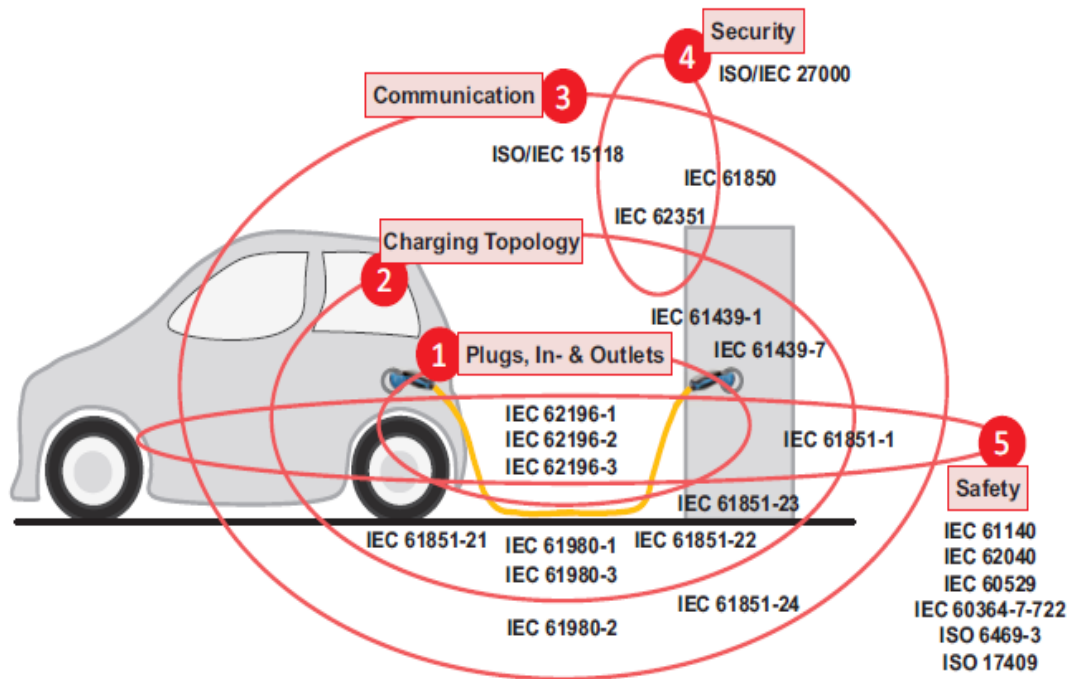 4
Security
ISO/IEC 27000
Communication
3
ISO/IEC 15118
IEC 61850
IEC 62351
Charging Topology
2
IEC 61439-1
IEC 61439-7
1
Plugs, In- & Outlets
IEC 62196-1
IEC 62196-2
IEC 62196-3
IEC 61851-1
5
Safety
IEC 61851-23
IEC 61851-21
IEC 61980-1
IEC 61851-22
IEC 61980-3
IEC 61851-24
IEC 61980-2
IEC 61140
IEC 62040
IEC 60529
IEC 60364-7-722
ISO 6469-3
ISO 17409